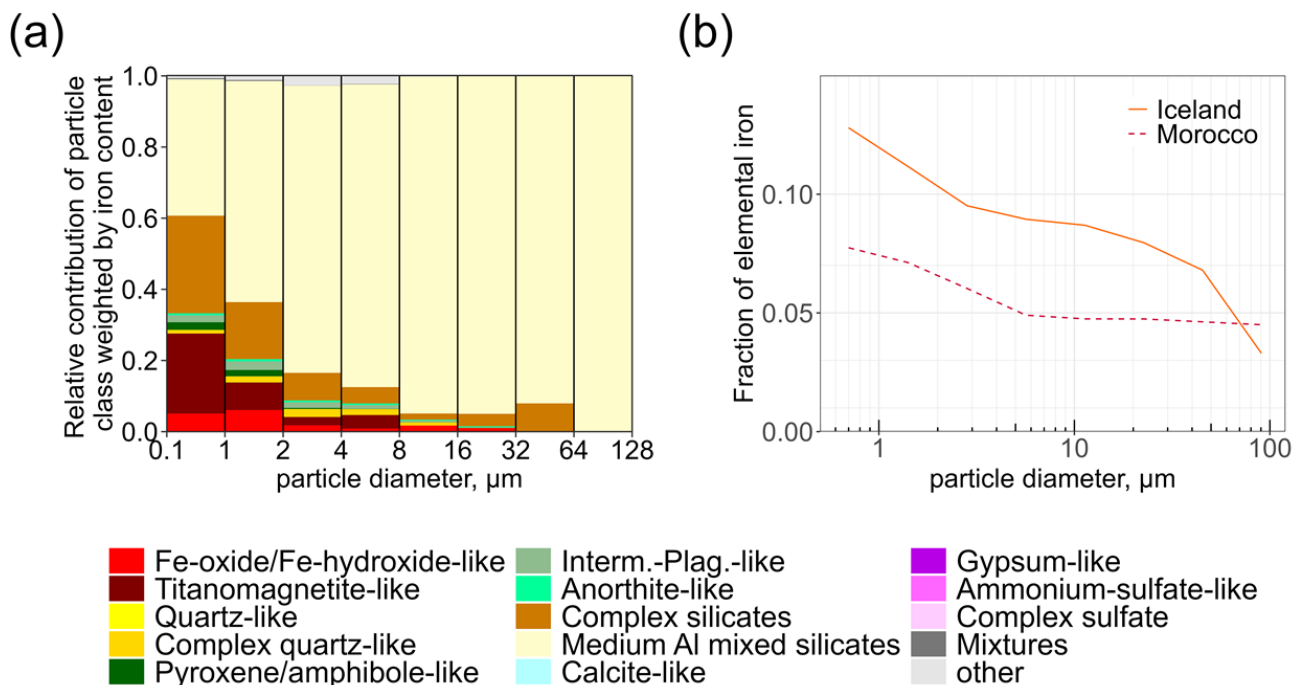 (a)
Relative contribution of particle
class weighted by iron content
1.0
0.8
0.6
0.4
0.2
0.0
0.1 1 2 4 8 16 32 64 128
particle diameter, µm
(b)
Fraction of elemental iron
0.10
0.05
0.00
Iceland
Morocco
1 10 100
particle diameter, µm
Fe-oxide/Fe-hydroxide-like
Titanomagnetite-like
Quartz-like
Complex quartz-like
Pyroxene/amphibole-like
Interm.-Plag.-like
Anorthite-like
Complex silicates
Medium Al mixed silicates
Calcite-like
Gypsum-like
Ammonium-sulfate-like
Complex sulfate
Mixtures
other